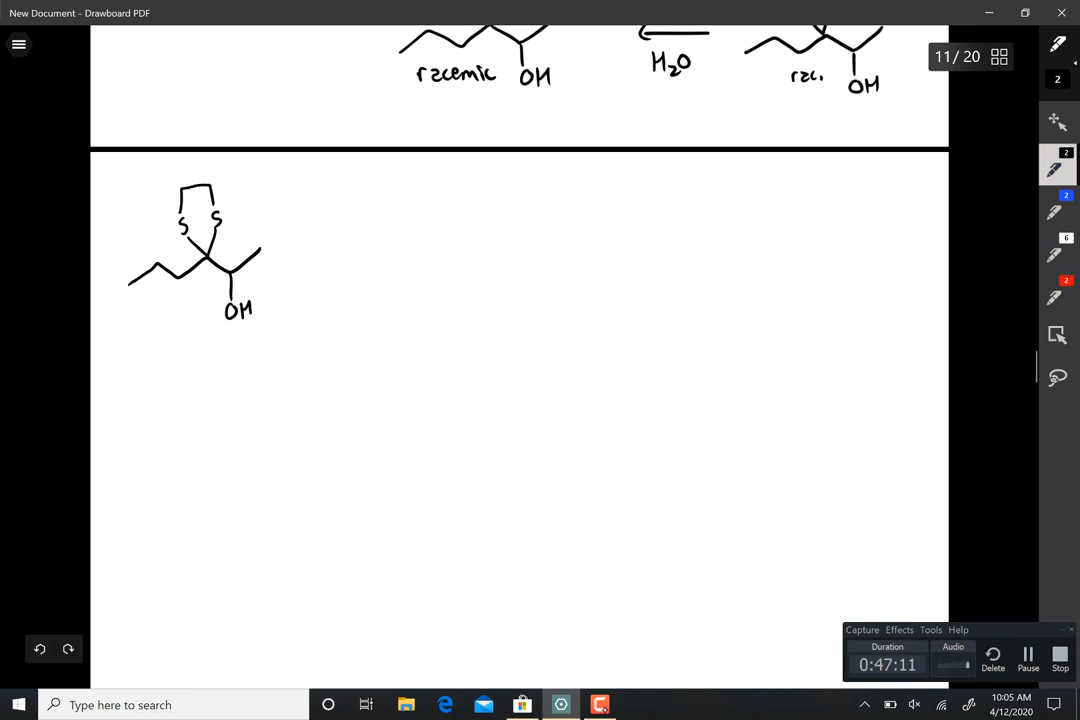 New Document - Drawboard PDF
11 / 20
2
racemic OH
H2O
rac. OH
2
2
6
2
S S
OH
Capture Effects Tools Help
Duration Audio
0:47:11 Delete Pause Stop
Type here to search
10:05 AM
4/12/2020